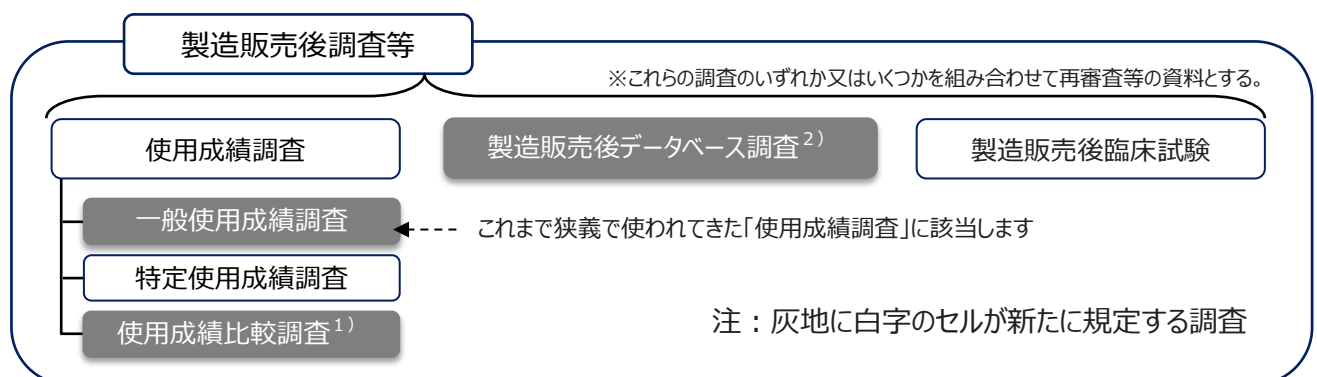 製造販売後調査等
※これらの調査のいずれか又はいくつかを組み合わせて再審査等の資料とする。
使用成績調査
製造販売後データベース調査²⁾
製造販売後臨床試験
一般使用成績調査
これまで狭義で使われてきた「使用成績調査」に該当します
特定使用成績調査
使用成績比較調査¹⁾
注：灰地に白字のセルが新たに規定する調査